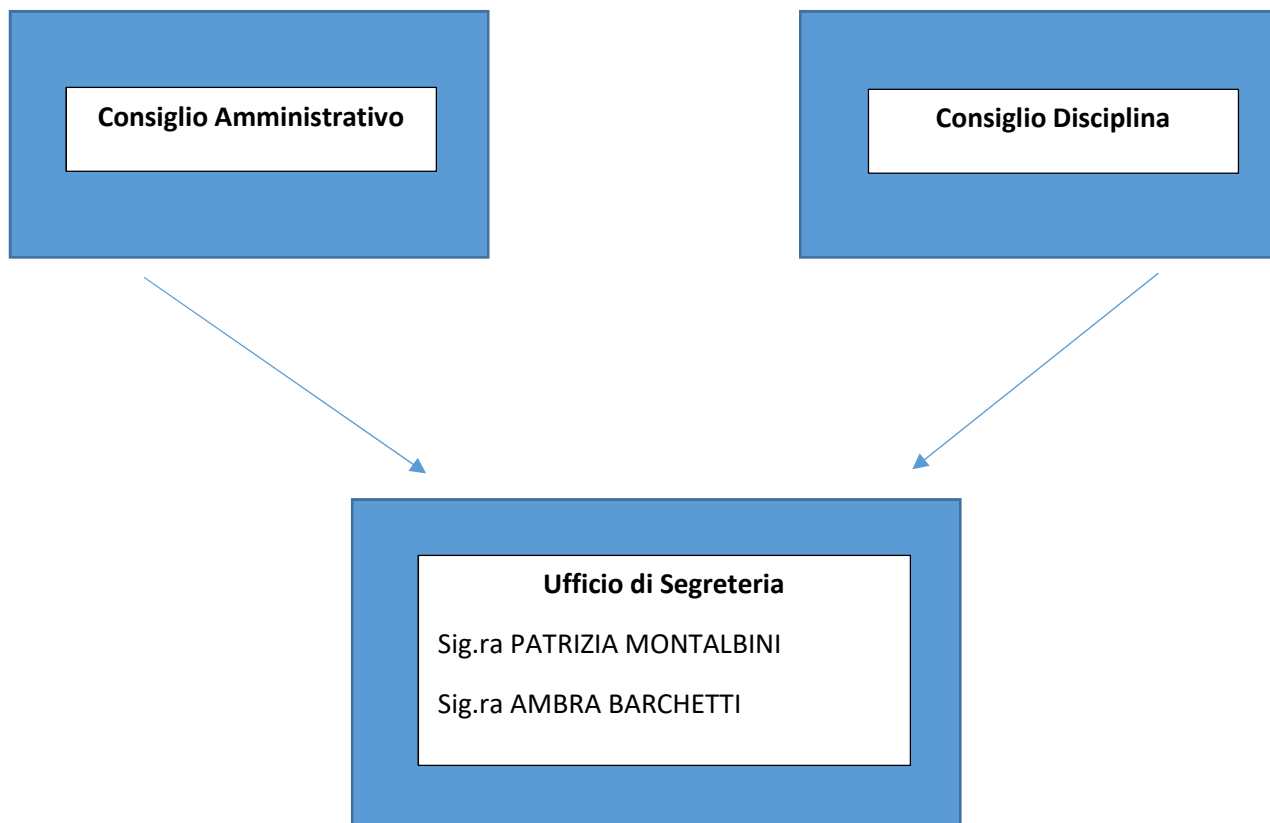 Consiglio Amministrativo
Consiglio Disciplina
Ufficio di Segreteria
Sig.ra PATRIZIA MONTALBINI
Sig.ra AMBRA BARCHETTI